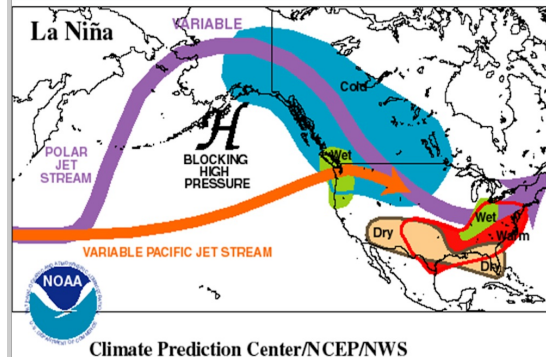 La Niña
VARIABLE
Cold
POLAR
JET
STREAM
H
BLOCKING
HIGH
PRESSURE
Wet
VARIABLE PACIFIC JET STREAM
Wet
Dry
Warm
Dry
NOAA
Climate Prediction Center/NCEP/NWS